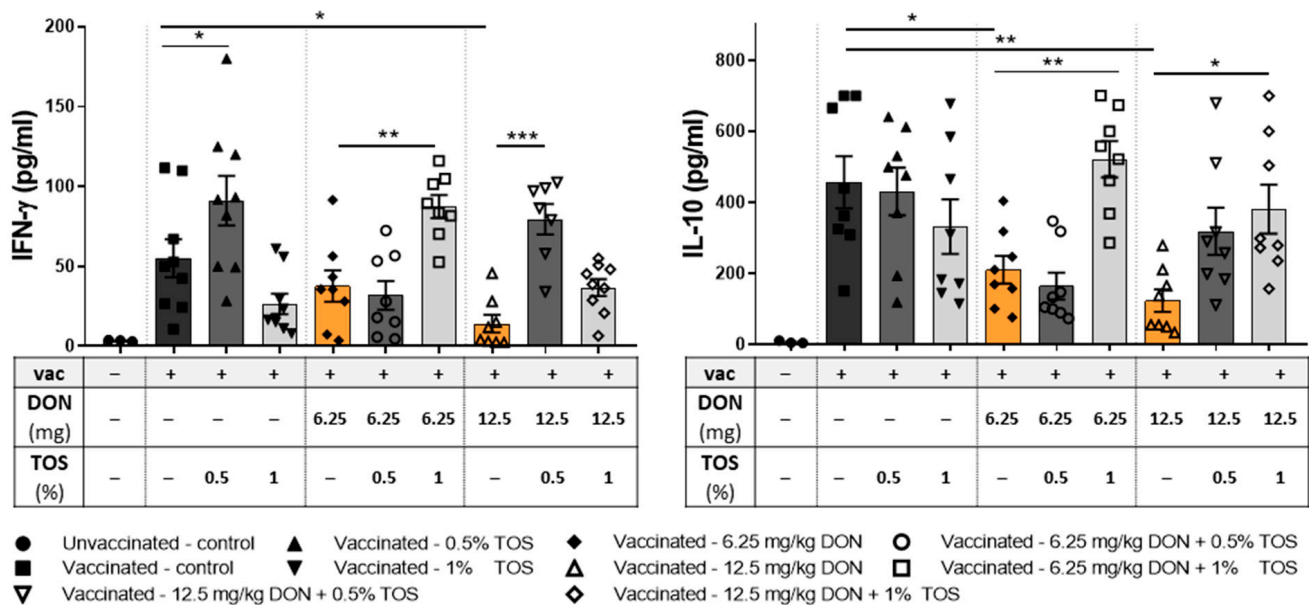 *
*
**
***
200
150
100
50
0
IFN-γ (pg/ml)
vac – + + + + + + + + +
DON (mg) – – – – 6.25 6.25 6.25 12.5 12.5 12.5
TOS (%) – – 0.5 1 – 0.5 1 – 0.5 1
*
**
**
*
800
600
400
200
0
IL-10 (pg/ml)
vac – + + + + + + + + +
DON (mg) – – – – 6.25 6.25 6.25 12.5 12.5 12.5
TOS (%) – – 0.5 1 – 0.5 1 – 0.5 1
Unvaccinated - control Vaccinated - 0.5% TOS Vaccinated - 6.25 mg/kg DON Vaccinated - 6.25 mg/kg DON + 0.5% TOS
Vaccinated - control Vaccinated - 1% TOS Vaccinated - 12.5 mg/kg DON Vaccinated - 6.25 mg/kg DON + 1% TOS
Vaccinated - 12.5 mg/kg DON + 0.5% TOS Vaccinated - 12.5 mg/kg DON + 1% TOS